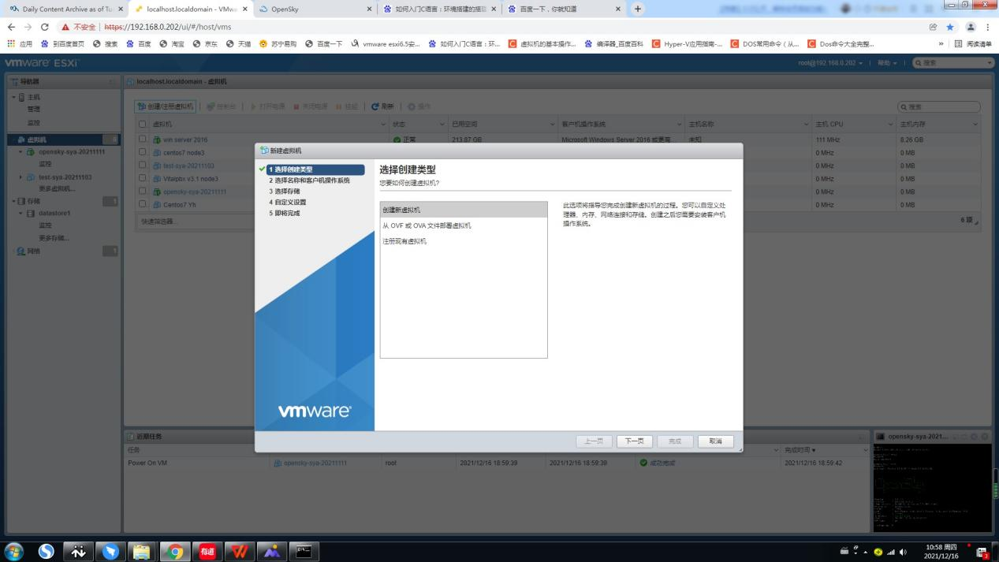 Daily Content Archive as of Tu
localhost.localdomain - VMw
OpenSky
如何入门C语言：环境搭建的搭
百度一下，你就知道
不安全 https://192.168.0.202/ui/#/host/vms
应用 到百度首页 搜索 百度 淘宝 京东 天猫 苏宁易购 百度一下 vmware esxi6.5安... 如何入门C语言：环... 虚拟机的基本操作... 编译器_百度百科 Hyper-V应用指南-... DOS常用命令（从... Dos命令大全完整... » 阅读清单
vmware ESXi
root@192.168.0.202 | 帮助 | 搜索
导航器
localhost.localdomain - 虚拟机
主机
管理
监控
虚拟机 6
opensky-sya-20211111
监控
test-sya-20211103
更多虚拟机...
存储 1
datastore1
监控
更多存储...
网络 1
创建/注册虚拟机 | 控制台 | 打开电源 关闭电源 挂起 | 刷新 | 操作
搜索
虚拟机 状态 已用空间 客户机操作系统 主机名称 主机 CPU 主机内存
win server 2016 正常 213.87 GB Microsoft Windows Server 2016 或更高... 未知 111 MHz 8.26 GB
centos7 node3 0 MHz 0 MB
test-sya-20211103 0 MHz 0 MB
Vitalpbx v3.1 node3 0 MHz 0 MB
opensky-sya-20211111 0 MHz 0 MB
Centos7 Yh 0 MHz 0 MB
快速筛选器...
6 项
新建虚拟机
1 选择创建类型
2 选择名称和客户机操作系统
3 选择存储
4 自定义设置
5 即将完成
vmware
选择创建类型
您要如何创建虚拟机?
创建新虚拟机
从 OVF 或 OVA 文件部署虚拟机
注册现有虚拟机
此选项将指导您完成创建新虚拟机的过程。您可以自定义处
理器、内存、网络连接和存储。创建之后您需要安装客户机
操作系统。
上一页 下一页 完成 取消
近期任务
任务 完成时间
Power On VM opensky-sya-20211111 root 2021/12/16 18:59:39 2021/12/16 18:59:39 成功完成 2021/12/16 18:59:42
opensky-sya-2021...
有道
10:58 周四
2021/12/16
3